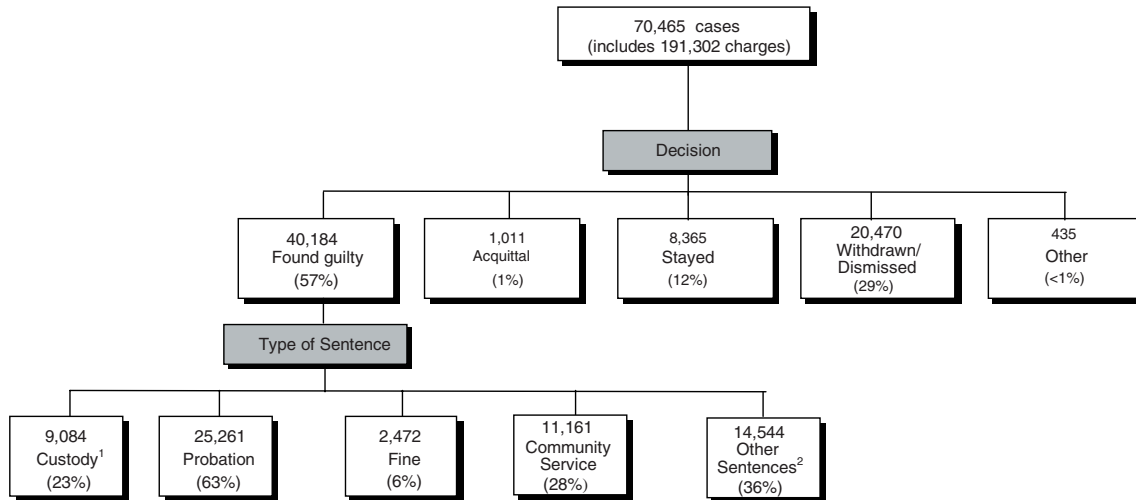 70,465 cases
(includes 191,302 charges)
Decision
40,184
Found guilty
(57%)
1,011
Acquittal
(1%)
8,365
Stayed
(12%)
20,470
Withdrawn/
Dismissed
(29%)
435
Other
(<1%)
Type of Sentence
9,084
Custody¹
(23%)
25,261
Probation
(63%)
2,472
Fine
(6%)
11,161
Community
Service
(28%)
14,544
Other
Sentences²
(36%)